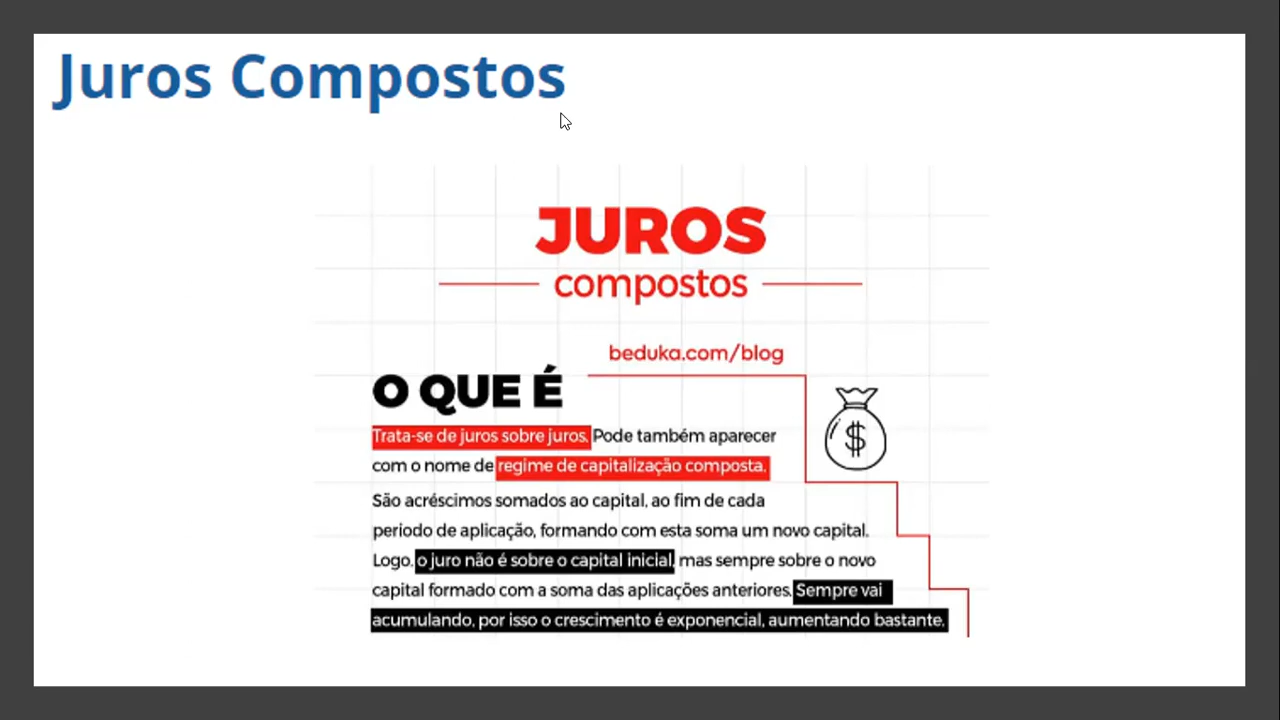 Juros Compostos
JUROS
compostos
beduka.com/blog
O QUE É
Trata-se de juros sobre juros. Pode também aparecer
com o nome de regime de capitalização composta.
São acréscimos somados ao capital, ao fim de cada
periodo de aplicação, formando com esta soma um novo capital.
Logo, o juro não é sobre o capital inicial, mas sempre sobre o novo
capital formado com a soma das aplicações anteriores. Sempre vai
acumulando, por isso o crescimento é exponencial, aumentando bastante.
$